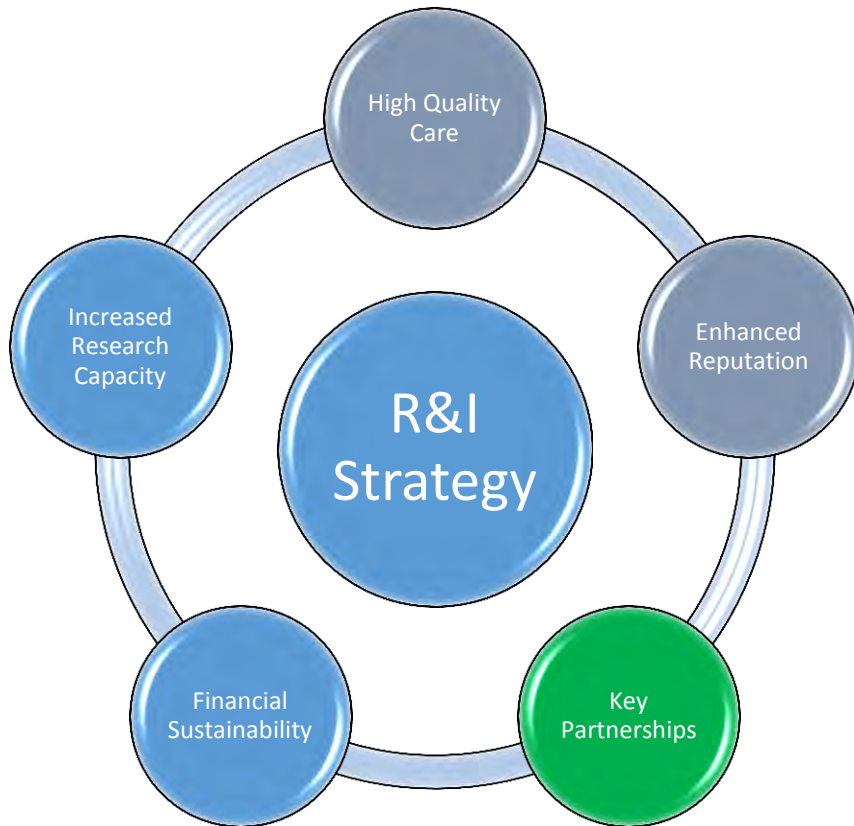 High Quality
Care
Enhanced
Reputation
Key
Partnerships
Financial
Sustainability
Increased
Research
Capacity
R&I
Strategy